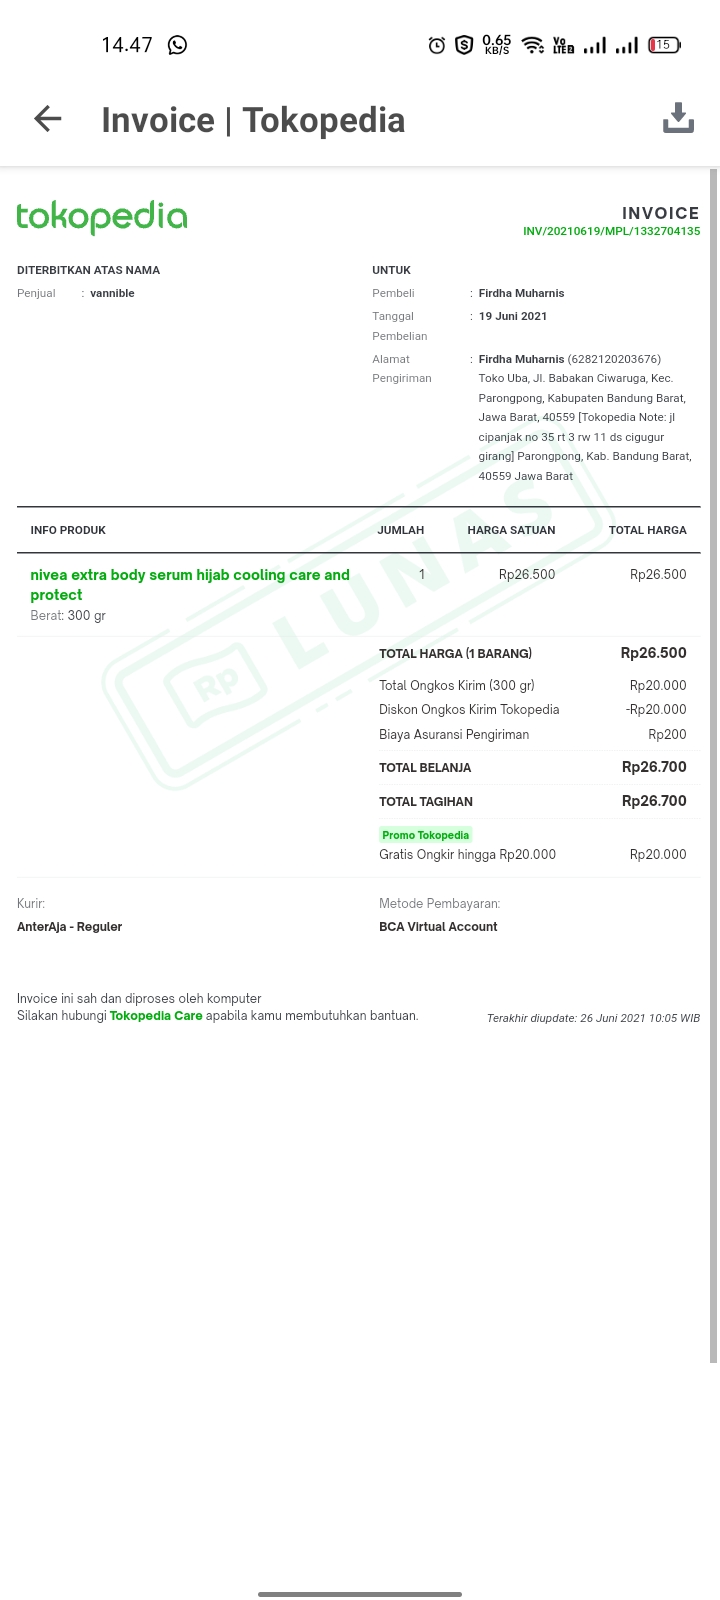 14.47
0.65
KB/S
VO
LTE2
15
Invoice | Tokopedia
tokopedia
INVOICE
INV/20210619/MPL/1332704135
DITERBITKAN ATAS NAMA
Penjual : vannible
UNTUK
Pembeli : Firdha Muharnis
Tanggal : 19 Juni 2021
Pembelian
Alamat : Firdha Muharnis (6282120203676)
Pengiriman Toko Uba, Jl. Babakan Ciwaruga, Kec.
Parongpong, Kabupaten Bandung Barat,
Jawa Barat, 40559 [Tokopedia Note: jl
cipanjak no 35 rt 3 rw 11 ds cigugur
girang] Parongpong, Kab. Bandung Barat,
40559 Jawa Barat
INFO PRODUK JUMLAH HARGA SATUAN TOTAL HARGA
nivea extra body serum hijab cooling care and 1 Rp26.500 Rp26.500
protect
Berat: 300 gr
Rp LUNAS
TOTAL HARGA (1 BARANG) Rp26.500
Total Ongkos Kirim (300 gr) Rp20.000
Diskon Ongkos Kirim Tokopedia -Rp20.000
Biaya Asuransi Pengiriman Rp200
TOTAL BELANJA Rp26.700
TOTAL TAGIHAN Rp26.700
Promo Tokopedia
Gratis Ongkir hingga Rp20.000 Rp20.000
Kurir:
AnterAja - Reguler
Metode Pembayaran:
BCA Virtual Account
Invoice ini sah dan diproses oleh komputer
Silakan hubungi Tokopedia Care apabila kamu membutuhkan bantuan.
Terakhir diupdate: 26 Juni 2021 10:05 WIB